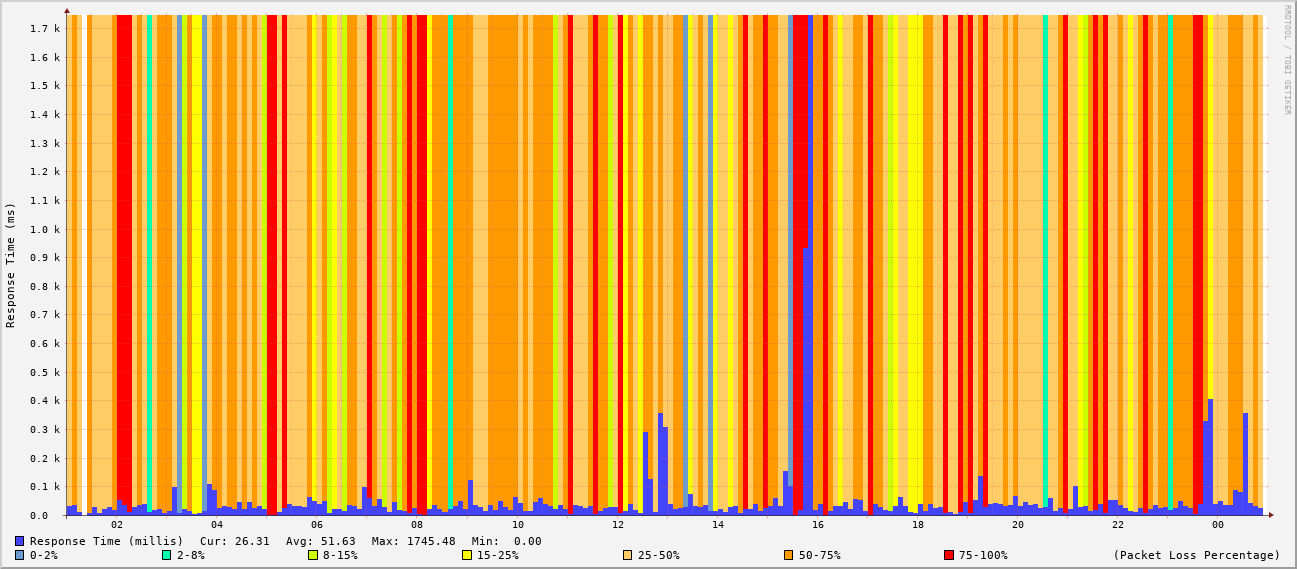 RRDTOOL / TOBI OETIKER
Response Time (ms)
1.7 k
1.6 k
1.5 k
1.4 k
1.3 k
1.2 k
1.1 k
1.0 k
0.9 k
0.8 k
0.7 k
0.6 k
0.5 k
0.4 k
0.3 k
0.2 k
0.1 k
0.0
02 04 06 08 10 12 14 16 18 20 22 00
Response Time (millis) Cur: 26.31 Avg: 51.63 Max: 1745.48 Min: 0.00
0-2% 2-8% 8-15% 15-25% 25-50% 50-75% 75-100% (Packet Loss Percentage)